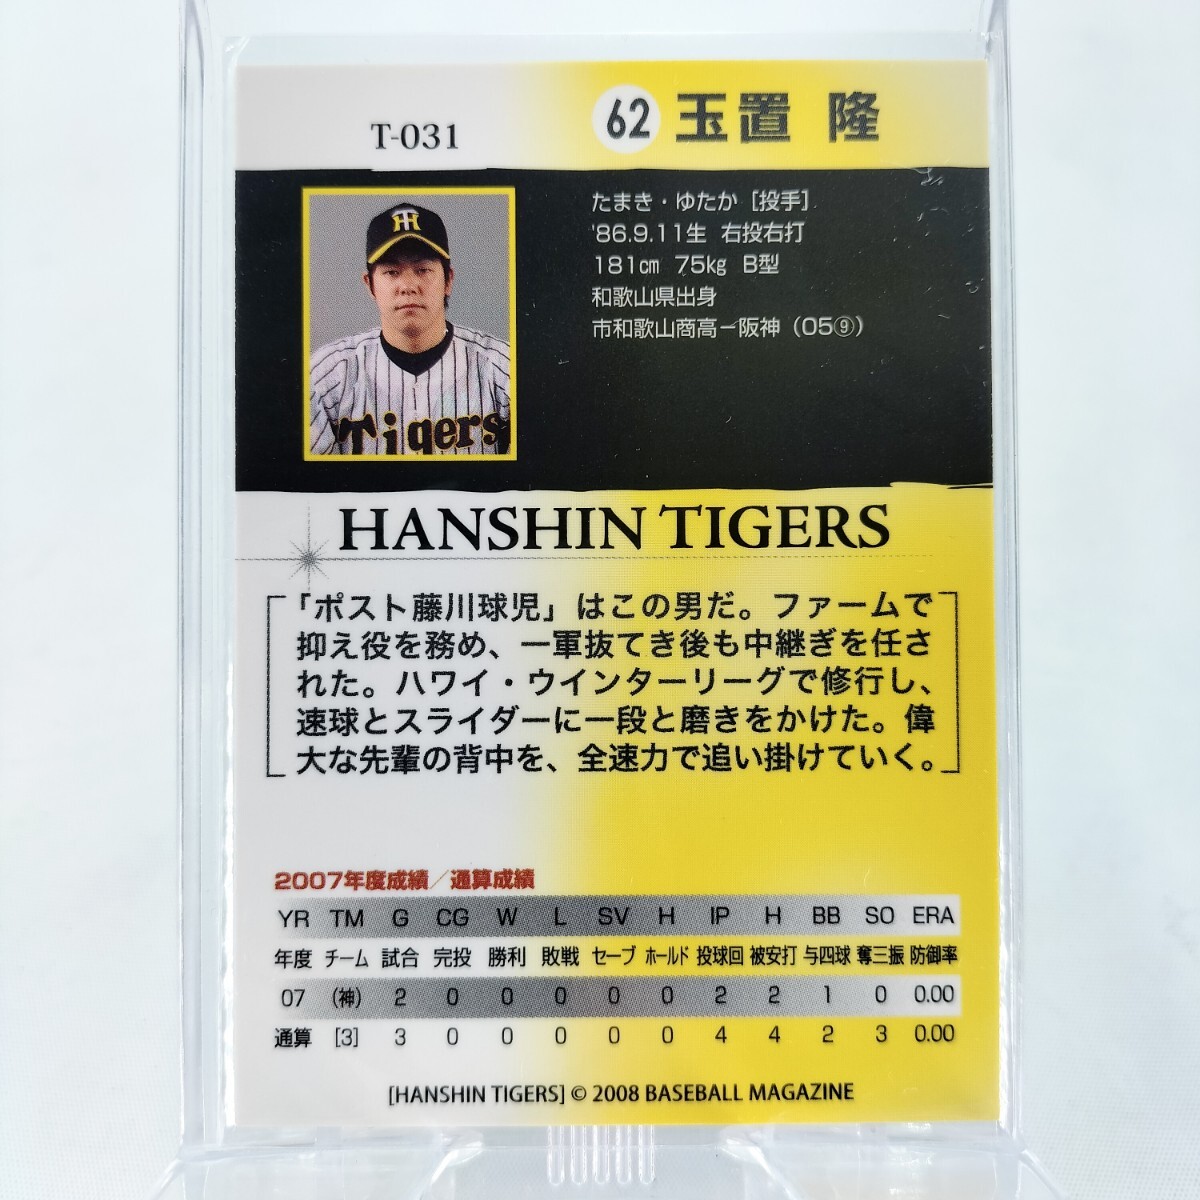 T-031
62 玉置 隆
たまき・ゆたか [投手]
'86.9.11生 右投右打
181cm 75kg B型
和歌山県出身
市和歌山商高－阪神（05⑨）
Tigers
HANSHIN TIGERS
「ポスト藤川球児」はこの男だ。ファームで
抑え役を務め、一軍抜てき後も中継ぎを任さ
れた。ハワイ・ウインターリーグで修行し、
速球とスライダーに一段と磨きをかけた。偉
大な先輩の背中を、全速力で追い掛けていく。
2007年度成績／通算成績
YR TM G CG W L SV H IP H BB SO ERA
年度 チーム 試合 完投 勝利 敗戦 セーブ ホールド 投球回 被安打 与四球 奪三振 防御率
07 (神) 2 0 0 0 0 0 2 2 1 0 0.00
通算 [3] 3 0 0 0 0 0 4 4 2 3 0.00
[HANSHIN TIGERS] © 2008 BASEBALL MAGAZINE